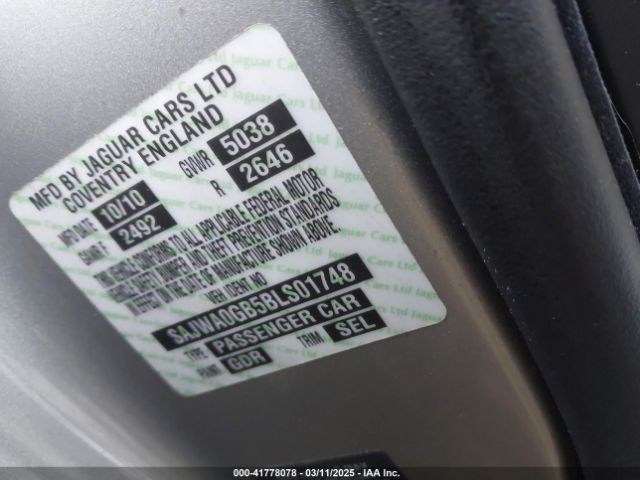 MFD BY JAGUAR CARS LTD
COVENTRY ENGLAND
MFD DATE 10/10 GVWR 5038
GAWR F 2492 R 2646
THIS VEHICLE CONFORMS TO ALL APPLICABLE FEDERAL MOTOR
VEHICLE SAFETY BUMPER AND THEFT PREVENTION STANDARDS
IN EFFECT ON THE DATE OF MANUFACTURE SHOWN ABOVE.
VEH IDENT NO
SAJWA0GB5BLS01748
TYPE PASSENGER CAR
PAINT GDR TRIM SEL
000-41778078 - 03/11/2025 - IAA Inc.